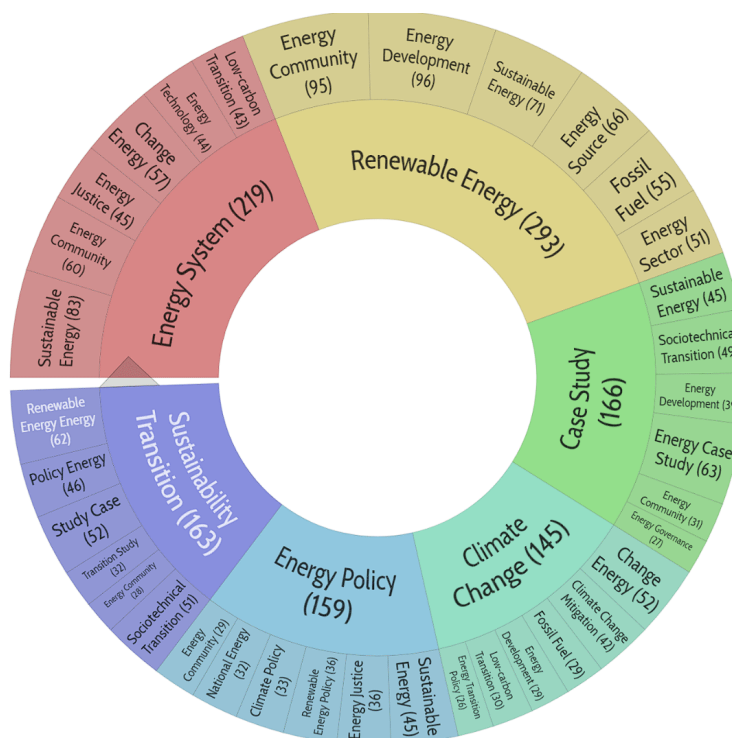 Energy System (219)
Low-carbon
Transition (43)
Energy
Technology (44)
Change
Energy (57)
Energy
Justice (45)
Energy
Community
(60)
Sustainable
Energy (83)
Renewable Energy (293)
Energy
Community
(95)
Energy
Development
(96)
Sustainable
Energy (71)
Energy
Source (66)
Fossil
Fuel (55)
Energy
Sector (51)
Case Study
(166)
Sustainable
Energy (45)
Sociotechnical
Transition (49
Energy
Development (39
Energy Case
Study (63)
Energy
Community (31)
Energy Governance
(27)
Climate
Change (145)
Change
Energy (52)
Climate Change
Mitigation (42)
Fossil Fuel (29)
Energy
Development (29)
Low-carbon
Transition (30)
Energy Transition
Policy (26)
Energy Policy
(159)
Sustainable
Energy (45)
Energy Justice
(36)
Renewable
Energy Policy (36)
Climate Policy
(33)
National Energy
(32)
Energy
Community (29)
Sustainability
Transition (163)
Sociotechnical
Transition (51)
Energy Community
(28)
Transition Study
(32)
Study Case
(52)
Policy Energy
(46)
Renewable
Energy Energy
(62)